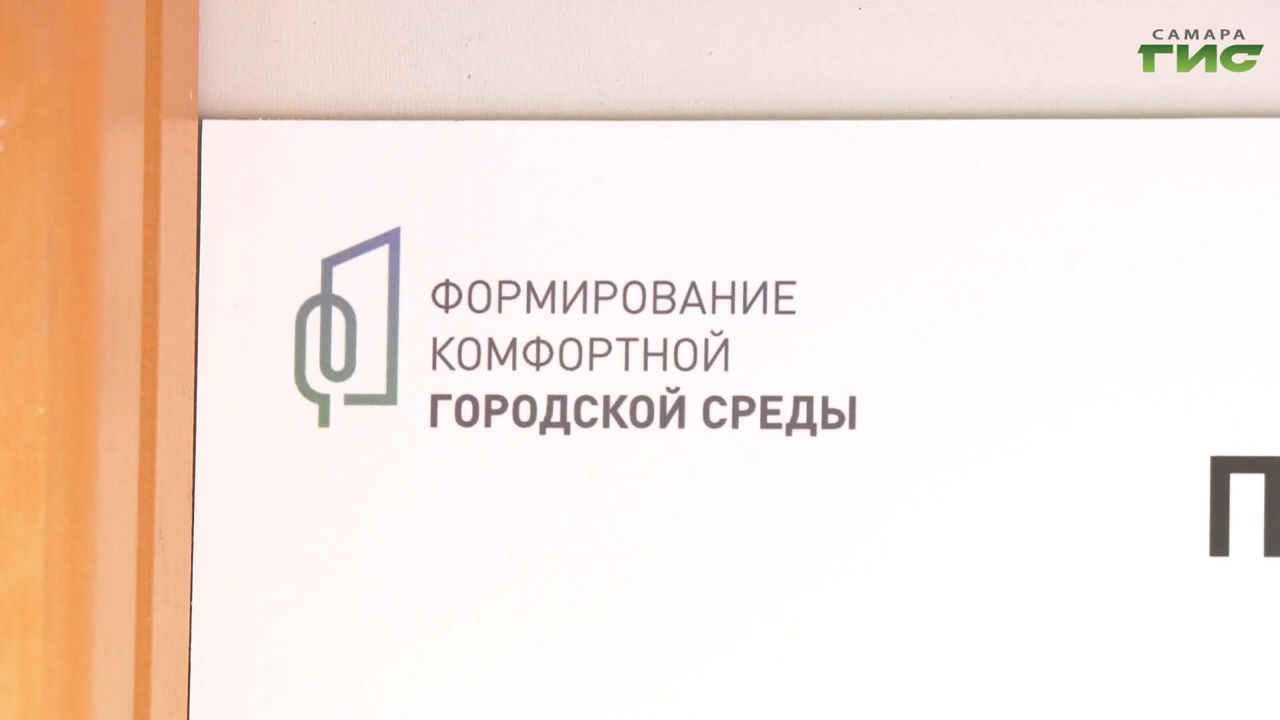 САМАРА
ГИС
ФОРМИРОВАНИЕ
КОМФОРТНОЙ
ГОРОДСКОЙ СРЕДЫ
П